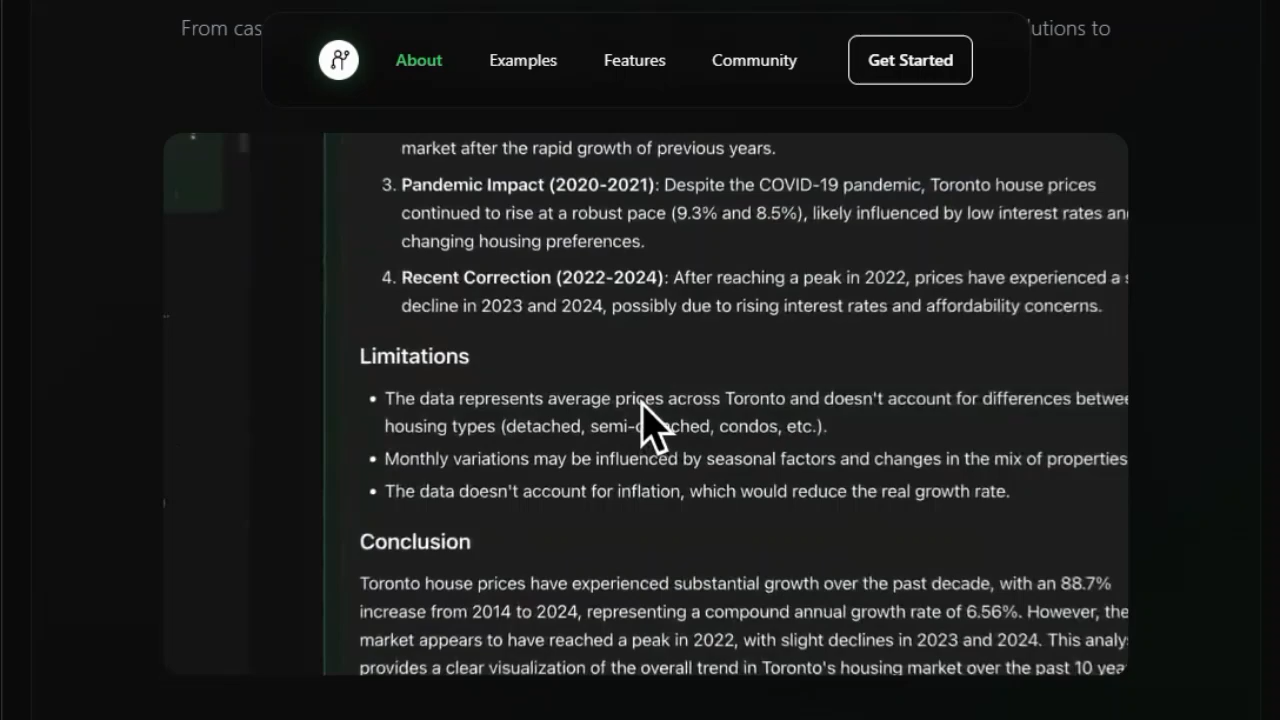 From cas
utions to
About Examples Features Community Get Started
market after the rapid growth of previous years.
3. Pandemic Impact (2020-2021): Despite the COVID-19 pandemic, Toronto house prices
continued to rise at a robust pace (9.3% and 8.5%), likely influenced by low interest rates an
changing housing preferences.
4. Recent Correction (2022-2024): After reaching a peak in 2022, prices have experienced a s
decline in 2023 and 2024, possibly due to rising interest rates and affordability concerns.
Limitations
• The data represents average prices across Toronto and doesn't account for differences betwee
housing types (detached, semi-detached, condos, etc.).
• Monthly variations may be influenced by seasonal factors and changes in the mix of properties
• The data doesn't account for inflation, which would reduce the real growth rate.
Conclusion
Toronto house prices have experienced substantial growth over the past decade, with an 88.7%
increase from 2014 to 2024, representing a compound annual growth rate of 6.56%. However, the
market appears to have reached a peak in 2022, with slight declines in 2023 and 2024. This analy
provides a clear visualization of the overall trend in Toronto's housing market over the past 10 yea